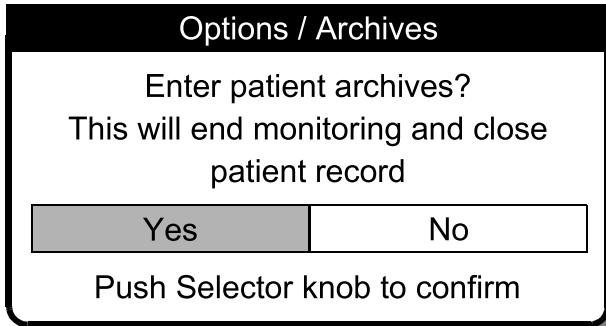 Options / Archives
Enter patient archives?
This will end monitoring and close
patient record
Yes No
Push Selector knob to confirm